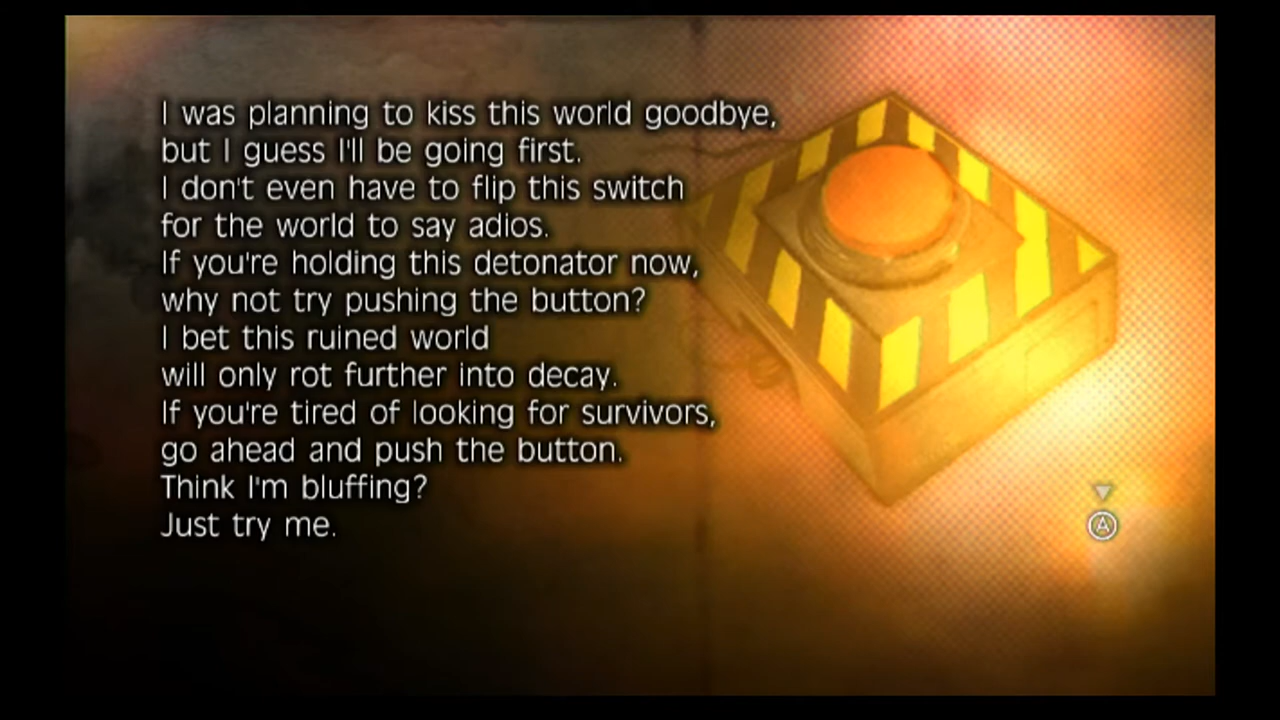 I was planning to kiss this world goodbye,
but I guess I'll be going first.
I don't even have to flip this switch
for the world to say adios.
If you're holding this detonator now,
why not try pushing the button?
I bet this ruined world
will only rot further into decay.
If you're tired of looking for survivors,
go ahead and push the button.
Think I'm bluffing?
Just try me.
A